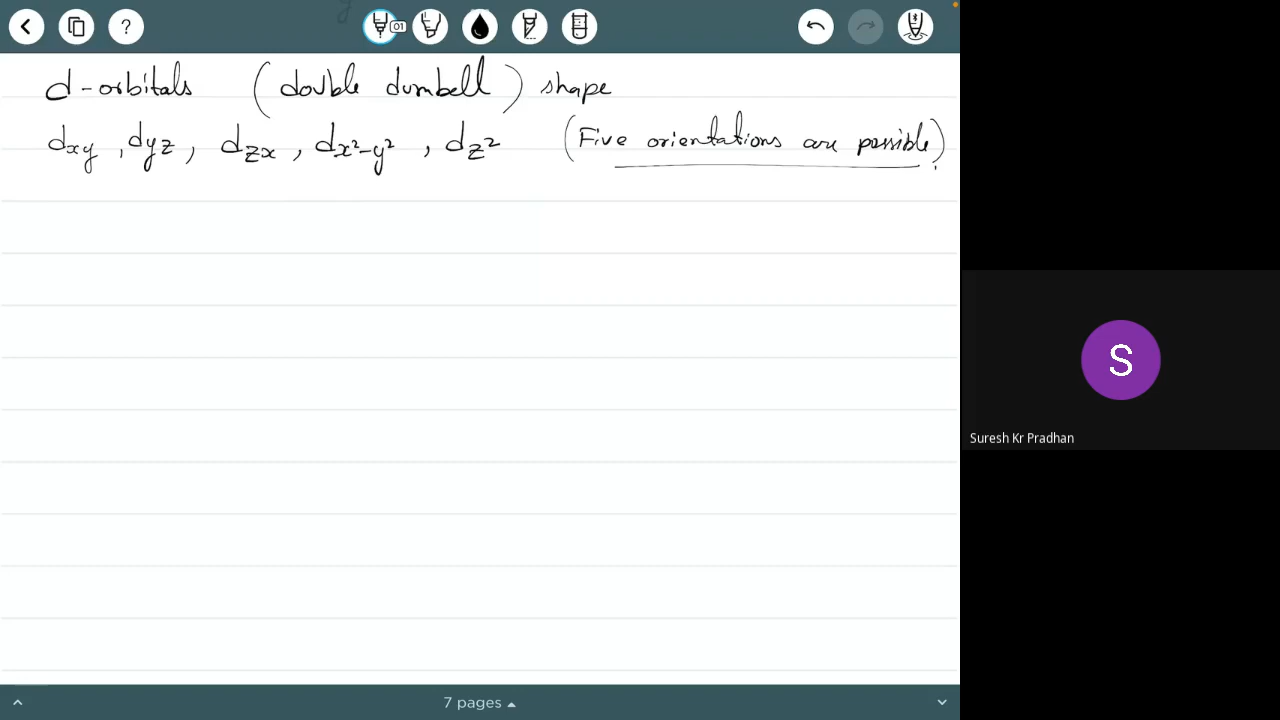 d-orbitals (double dumbell) shape
dxy, dyz, dzx, dx²-y², dz² (Five orientations are possible)
S
Suresh Kr Pradhan
7 pages